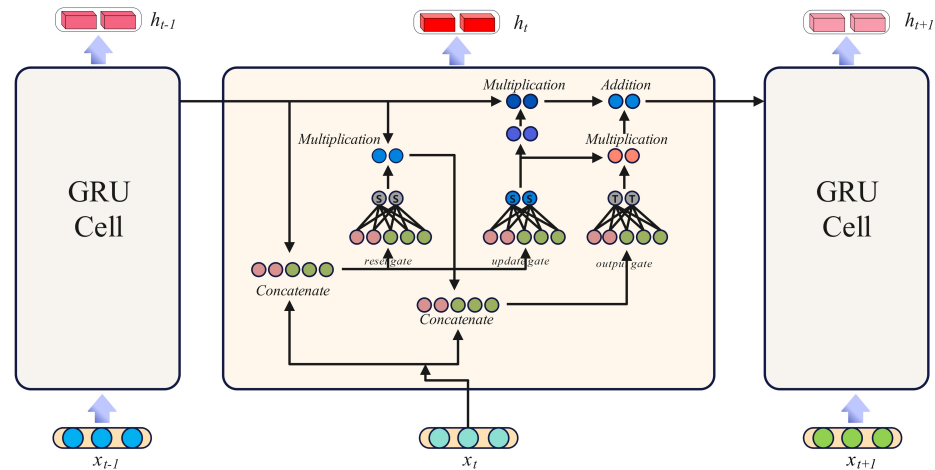 h_{t-1}
h_t
h_{t+1}
Multiplication
Addition
Multiplication
Multiplication
GRU
Cell
S S
S S
T T
GRU
Cell
reset gate
update gate
output gate
Concatenate
Concatenate
x_{t-1}
x_t
x_{t+1}